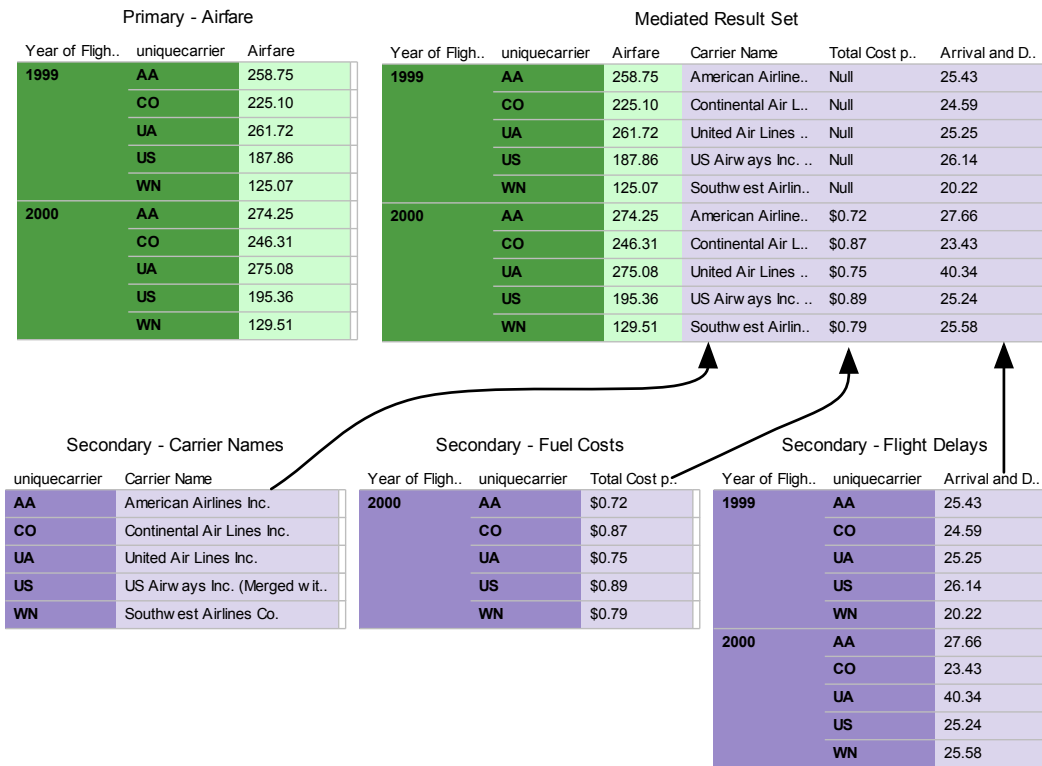 Primary - Airfare
Year of Fligh.. uniquecarrier Airfare
1999 AA 258.75
CO 225.10
UA 261.72
US 187.86
WN 125.07
2000 AA 274.25
CO 246.31
UA 275.08
US 195.36
WN 129.51
Mediated Result Set
Year of Fligh.. uniquecarrier Airfare Carrier Name Total Cost p.. Arrival and D..
1999 AA 258.75 American Airline.. Null 25.43
CO 225.10 Continental Air L.. Null 24.59
UA 261.72 United Air Lines .. Null 25.25
US 187.86 US Airways Inc. .. Null 26.14
WN 125.07 Southwest Airlin.. Null 20.22
2000 AA 274.25 American Airline.. $0.72 27.66
CO 246.31 Continental Air L.. $0.87 23.43
UA 275.08 United Air Lines .. $0.75 40.34
US 195.36 US Airways Inc. .. $0.89 25.24
WN 129.51 Southwest Airlin.. $0.79 25.58
Secondary - Carrier Names
uniquecarrier Carrier Name
AA American Airlines Inc.
CO Continental Air Lines Inc.
UA United Air Lines Inc.
US US Airways Inc. (Merged wit..
WN Southwest Airlines Co.
Secondary - Fuel Costs
Year of Fligh.. uniquecarrier Total Cost p..
2000 AA $0.72
CO $0.87
UA $0.75
US $0.89
WN $0.79
Secondary - Flight Delays
Year of Fligh.. uniquecarrier Arrival and D..
1999 AA 25.43
CO 24.59
UA 25.25
US 26.14
WN 20.22
2000 AA 27.66
CO 23.43
UA 40.34
US 25.24
WN 25.58